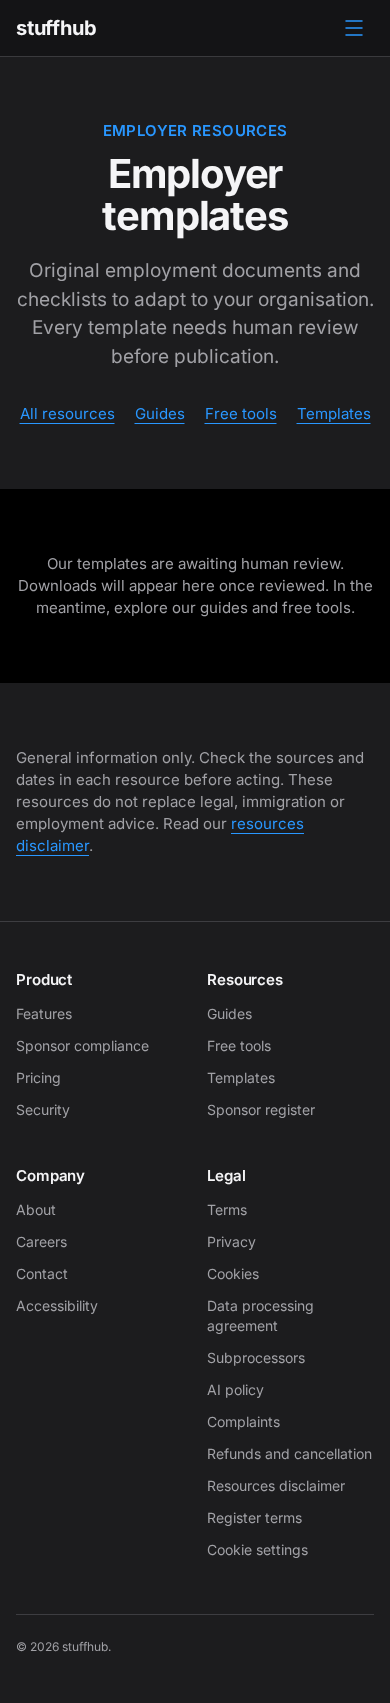 stuffhub
EMPLOYER RESOURCES
Employer
templates
Original employment documents and
checklists to adapt to your organisation.
Every template needs human review
before publication.
All resources Guides Free tools Templates
Our templates are awaiting human review.
Downloads will appear here once reviewed. In the
meantime, explore our guides and free tools.
General information only. Check the sources and
dates in each resource before acting. These
resources do not replace legal, immigration or
employment advice. Read our resources
disclaimer.
Product
Features
Sponsor compliance
Pricing
Security
Resources
Guides
Free tools
Templates
Sponsor register
Company
About
Careers
Contact
Accessibility
Legal
Terms
Privacy
Cookies
Data processing
agreement
Subprocessors
AI policy
Complaints
Refunds and cancellation
Resources disclaimer
Register terms
Cookie settings
© 2026 stuffhub.